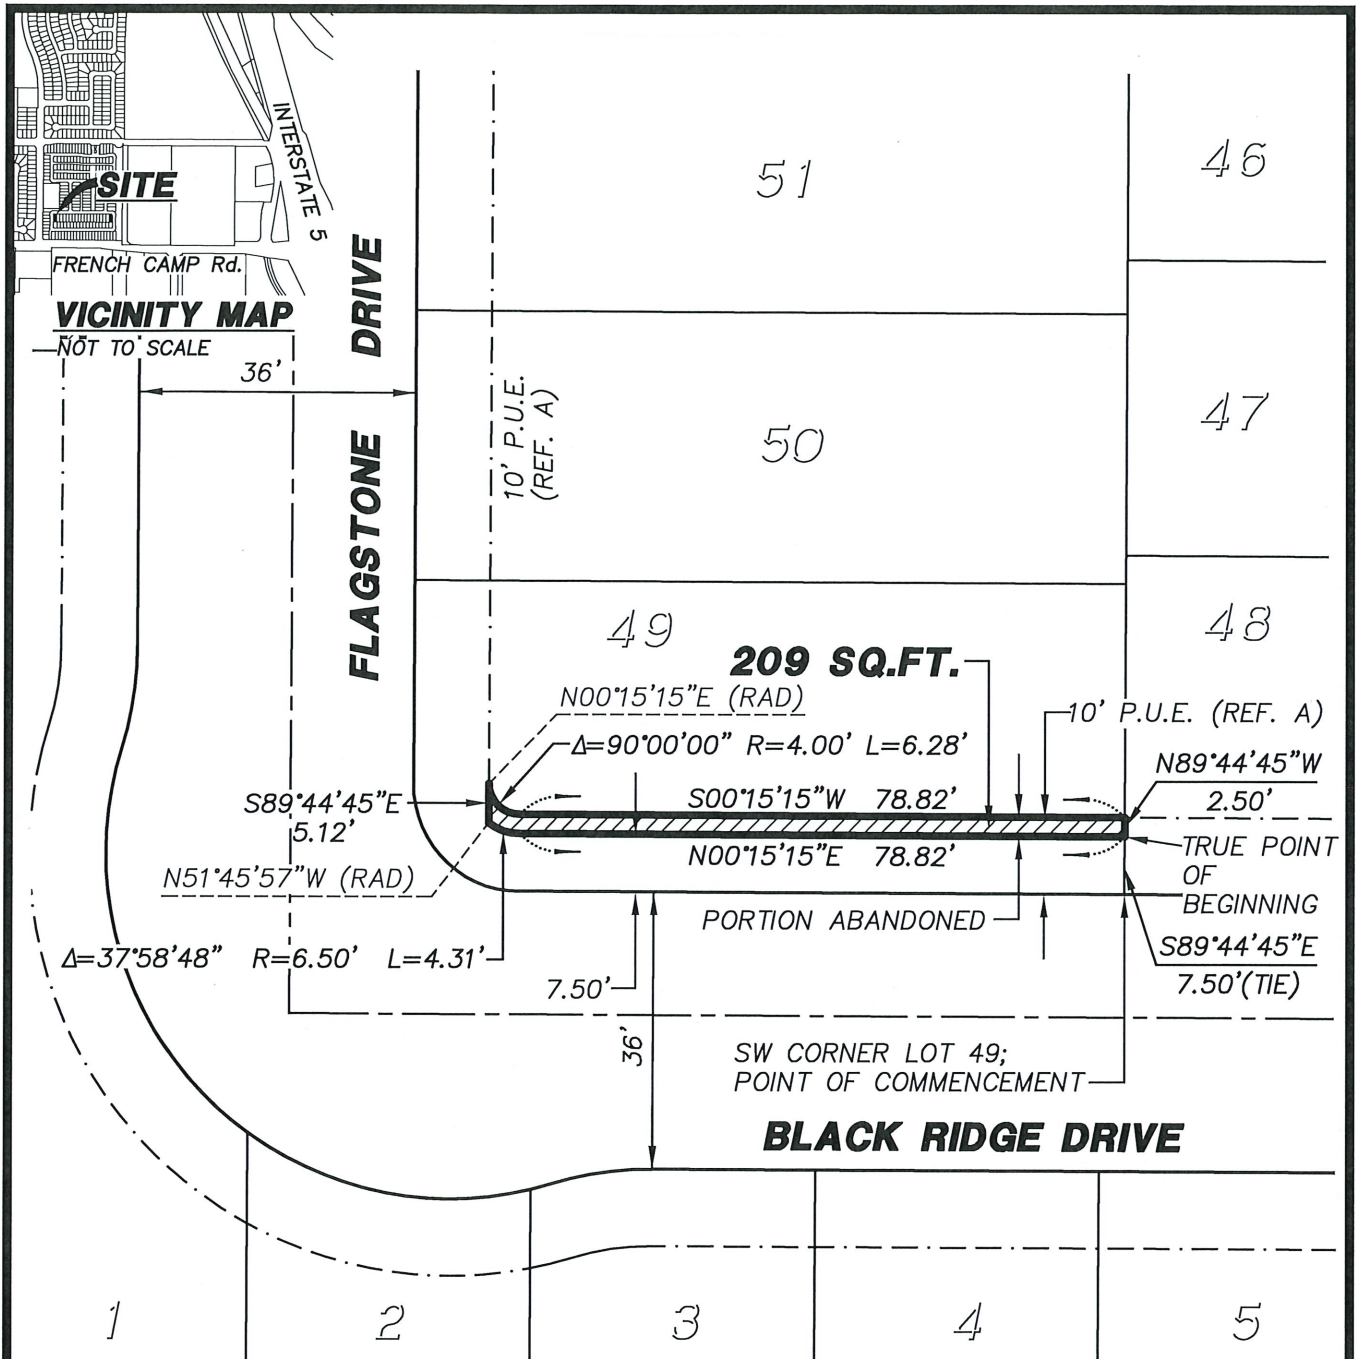 INTERSTATE 5
SITE
FRENCH CAMP Rd.
VICINITY MAP
NOT TO SCALE
36'
FLAGSTONE DRIVE
10' P.U.E.
(REF. A)
51
46
50
47
49
48
209 SQ.FT.
N00°15'15"E (RAD)
10' P.U.E. (REF. A)
Δ=90°00'00" R=4.00' L=6.28'
N89°44'45"W
2.50'
S89°44'45"E
5.12'
S00°15'15"W 78.82'
N00°15'15"E 78.82'
TRUE POINT
OF
BEGINNING
N51°45'57"W (RAD)
PORTION ABANDONED
S89°44'45"E
7.50'(TIE)
Δ=37°58'48" R=6.50' L=4.31'
7.50'
36'
SW CORNER LOT 49;
POINT OF COMMENCEMENT
BLACK RIDGE DRIVE
1
2
3
4
5